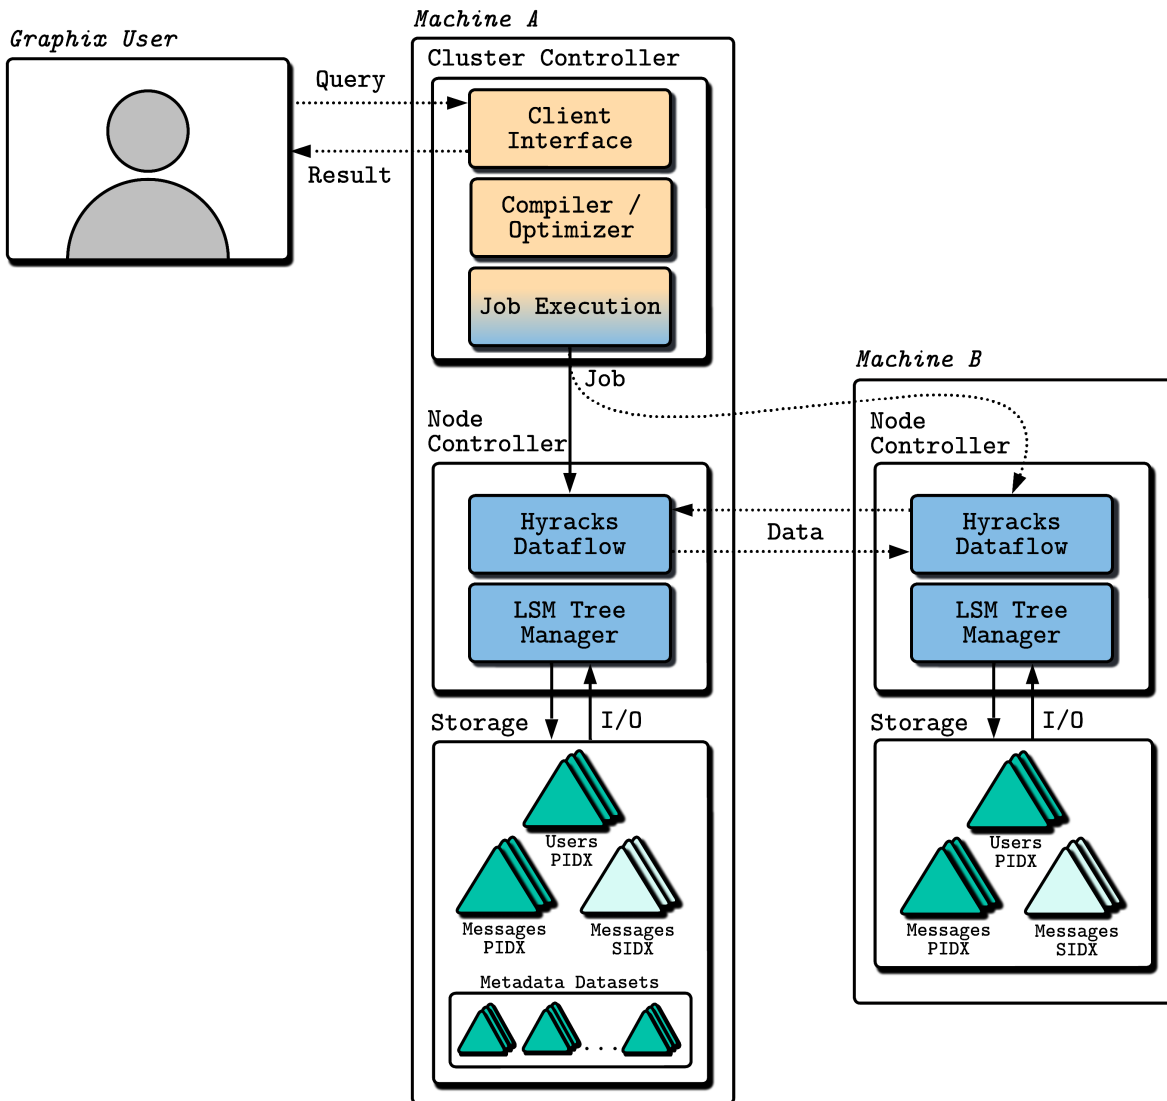 Graphix User
Query
Result
Machine A
Cluster Controller
Client
Interface
Compiler /
Optimizer
Job Execution
Job
Node
Controller
Hyracks
Dataflow
LSM Tree
Manager
Data
Storage
I/O
Users
PIDX
Messages
PIDX
Messages
SIDX
Metadata Datasets
...
Machine B
Node
Controller
Hyracks
Dataflow
LSM Tree
Manager
Storage
I/O
Users
PIDX
Messages
PIDX
Messages
SIDX